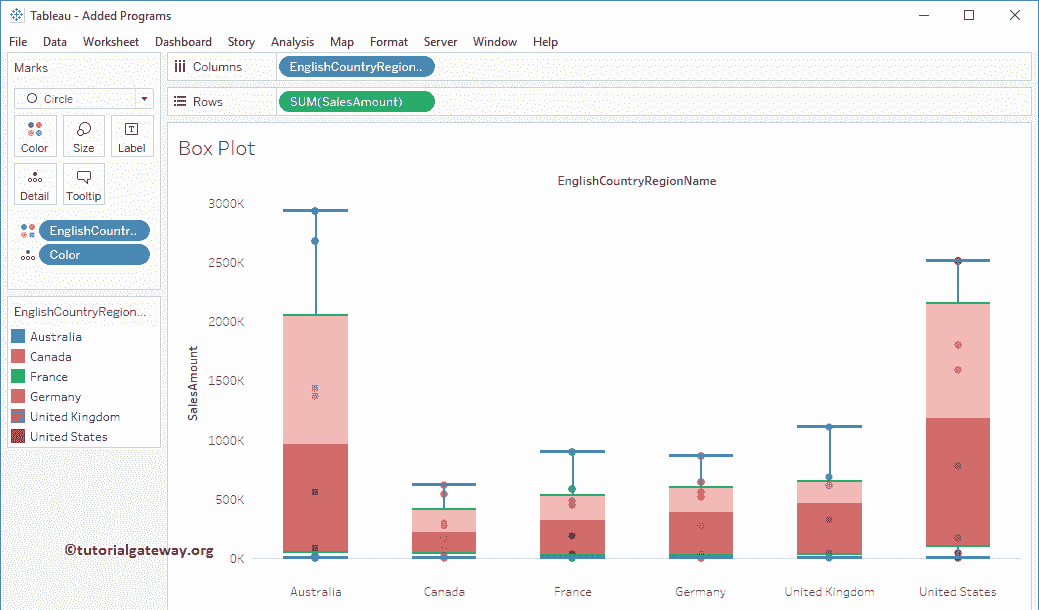 Tableau - Added Programs
File Data Worksheet Dashboard Story Analysis Map Format Server Window Help
Marks
Circle
Color Size Label
Detail Tooltip
EnglishCountr..
Color
EnglishCountryRegion...
Australia
Canada
France
Germany
United Kingdom
United States
Columns EnglishCountryRegion..
Rows SUM(SalesAmount)
Box Plot
EnglishCountryRegionName
SalesAmount
3000K
2500K
2000K
1500K
1000K
500K
0K
Australia Canada France Germany United Kingdom United States
©tutorialgateway.org